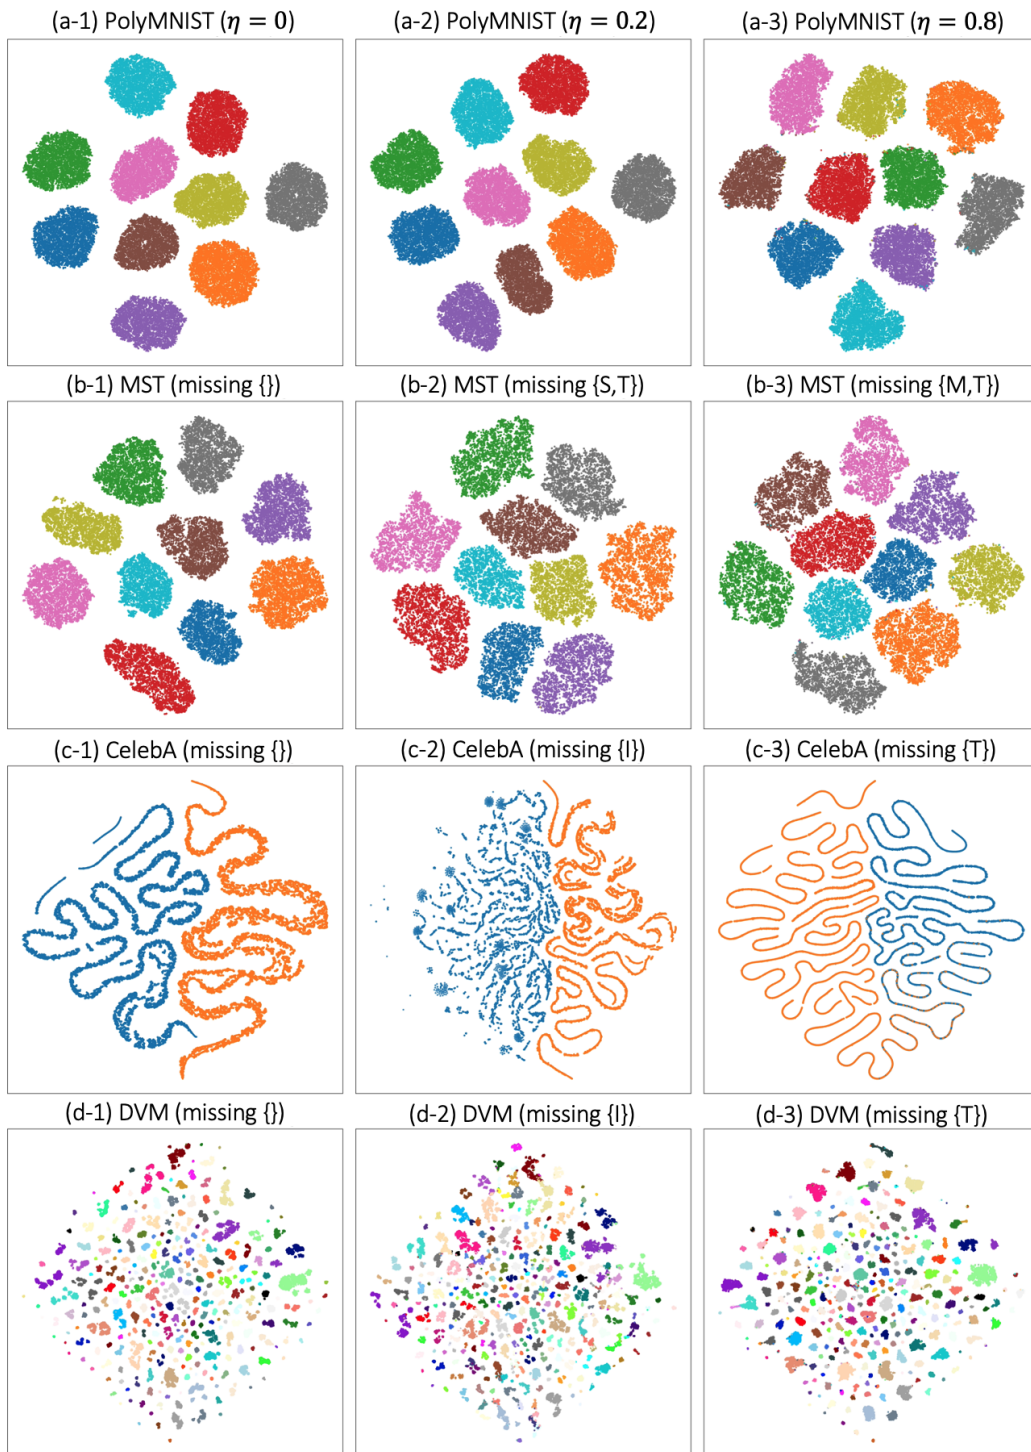 (a-1) PolyMNIST (η = 0)
(a-2) PolyMNIST (η = 0.2)
(a-3) PolyMNIST (η = 0.8)
(b-1) MST (missing {})
(b-2) MST (missing {S,T})
(b-3) MST (missing {M,T})
(c-1) CelebA (missing {})
(c-2) CelebA (missing {I})
(c-3) CelebA (missing {T})
(d-1) DVM (missing {})
(d-2) DVM (missing {I})
(d-3) DVM (missing {T})